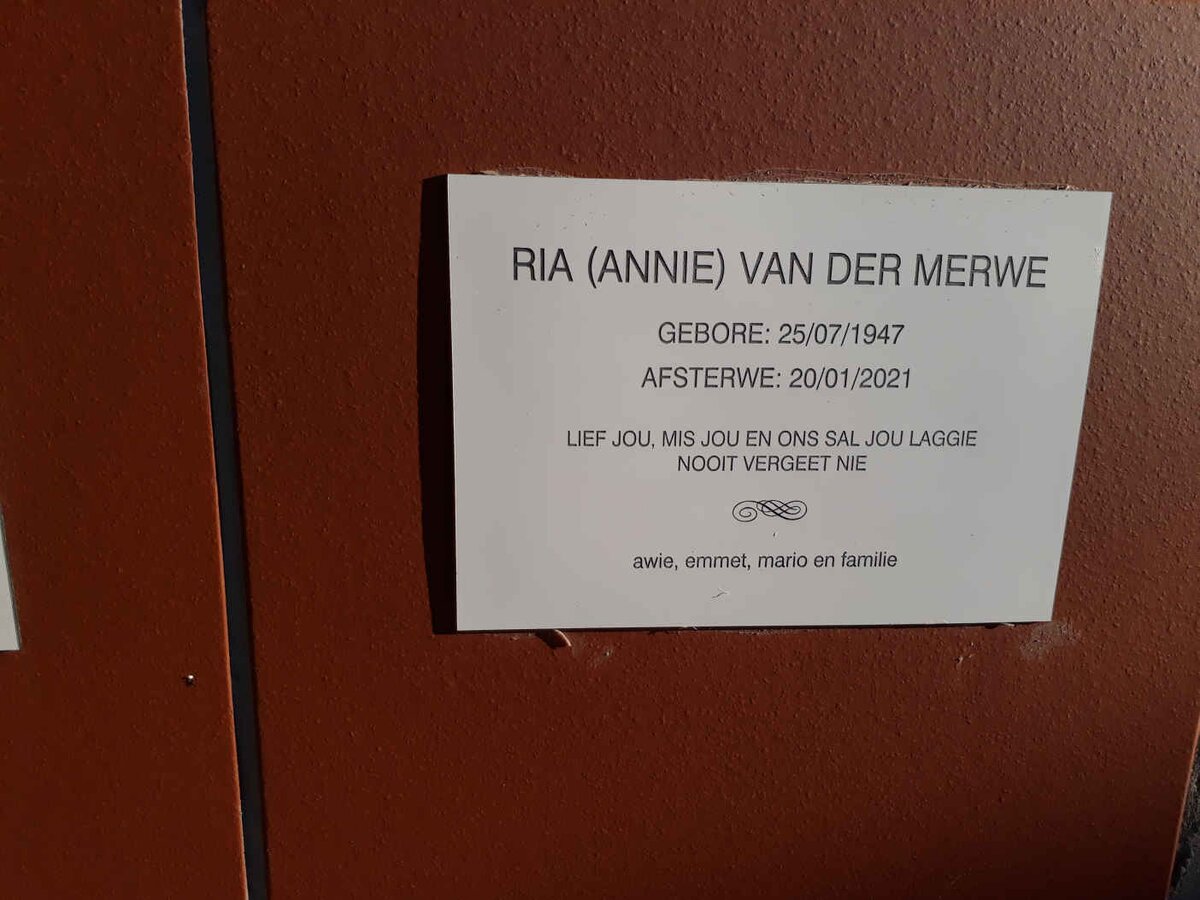 RIA (ANNIE) VAN DER MERWE
GEBORE: 25/07/1947
AFSTERWE: 20/01/2021
LIEF JOU, MIS JOU EN ONS SAL JOU LAGGIE
NOOIT VERGEET NIE
awie, emmet, mario en familie